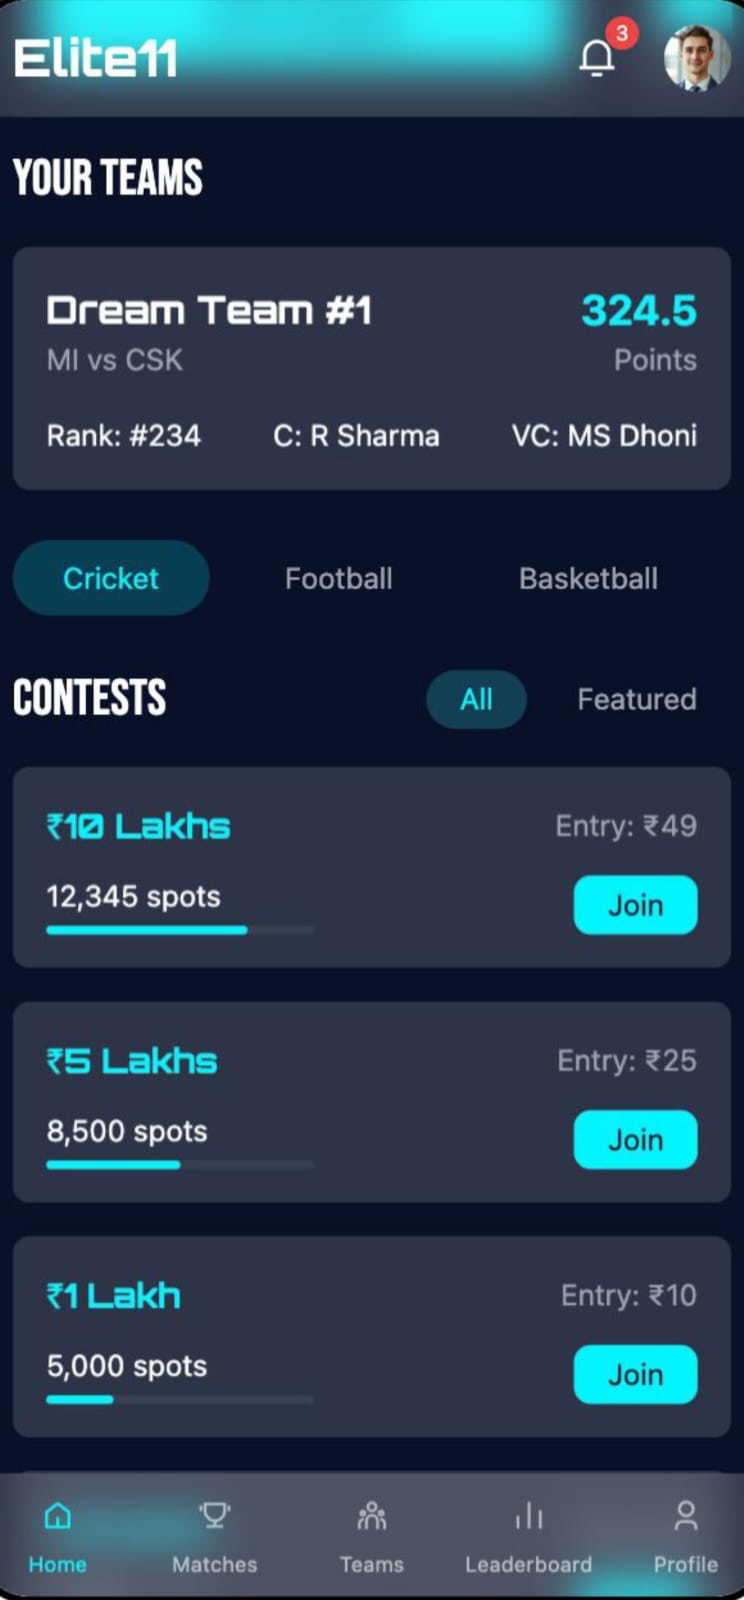 Elite11
3
YOUR TEAMS
Dream Team #1
324.5
MI vs CSK
Points
Rank: #234
C: R Sharma
VC: MS Dhoni
Cricket
Football
Basketball
CONTESTS
All
Featured
₹10 Lakhs
Entry: ₹49
12,345 spots
Join
₹5 Lakhs
Entry: ₹25
8,500 spots
Join
₹1 Lakh
Entry: ₹10
5,000 spots
Join
Home
Matches
Teams
Leaderboard
Profile